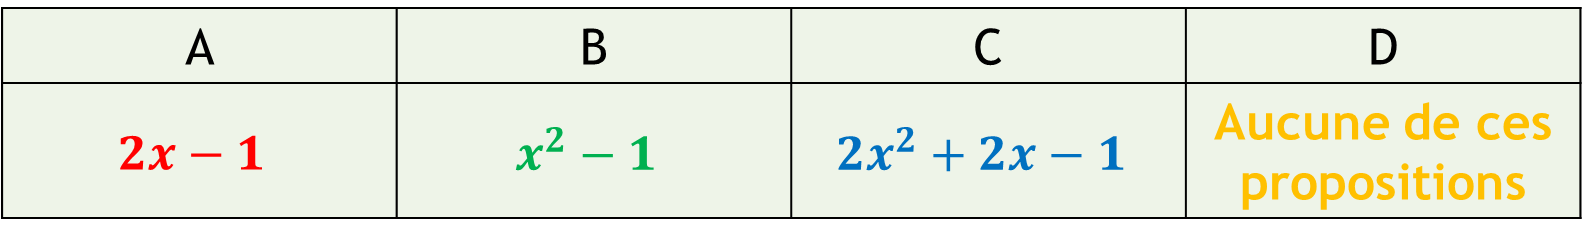 A B C D
2x − 1 x² − 1 2x² + 2x − 1 Aucune de ces
propositions